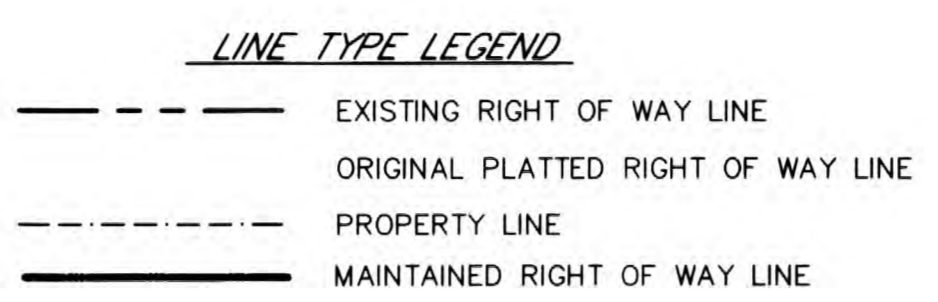 LINE TYPE LEGEND
EXISTING RIGHT OF WAY LINE
ORIGINAL PLATTED RIGHT OF WAY LINE
PROPERTY LINE
MAINTAINED RIGHT OF WAY LINE